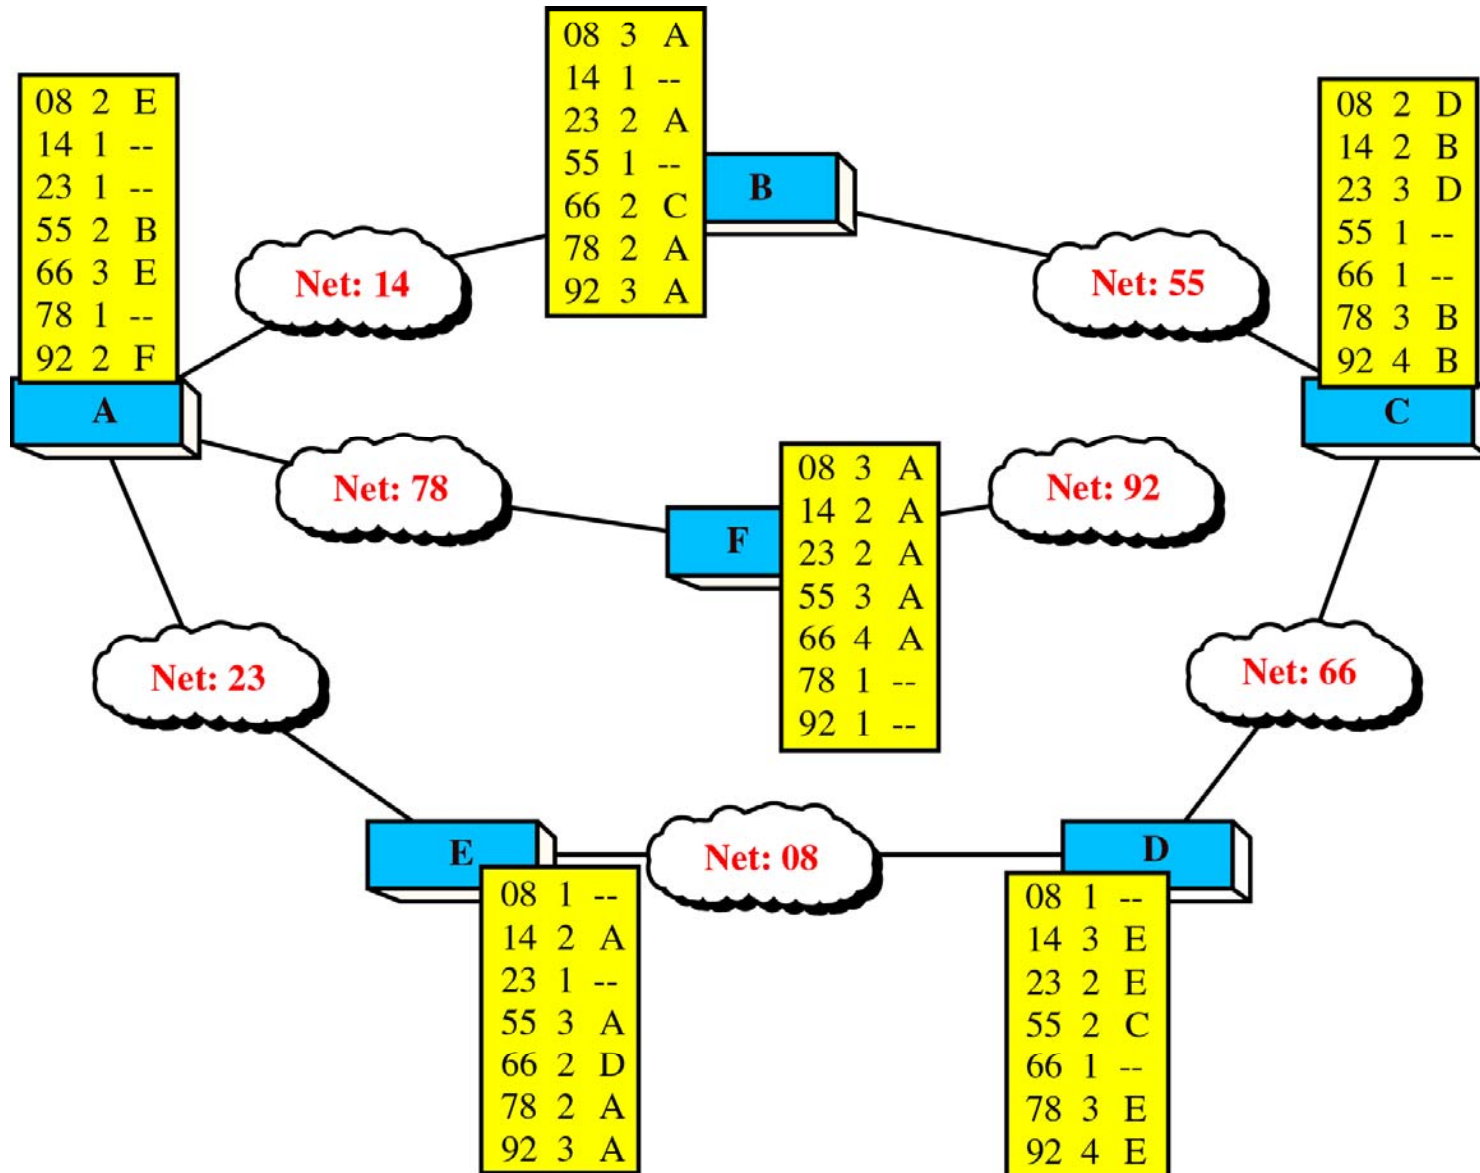 08 2 E
14 1 --
23 1 --
55 2 B
66 3 E
78 1 --
92 2 F
A
Net: 14
08 3 A
14 1 --
23 2 A
55 1 --
66 2 C
78 2 A
92 3 A
B
Net: 55
08 2 D
14 2 B
23 3 D
55 1 --
66 1 --
78 3 B
92 4 B
C
Net: 78
F
08 3 A
14 2 A
23 2 A
55 3 A
66 4 A
78 1 --
92 1 --
Net: 92
Net: 23
Net: 66
E
08 1 --
14 2 A
23 1 --
55 3 A
66 2 D
78 2 A
92 3 A
Net: 08
D
08 1 --
14 3 E
23 2 E
55 2 C
66 1 --
78 3 E
92 4 E